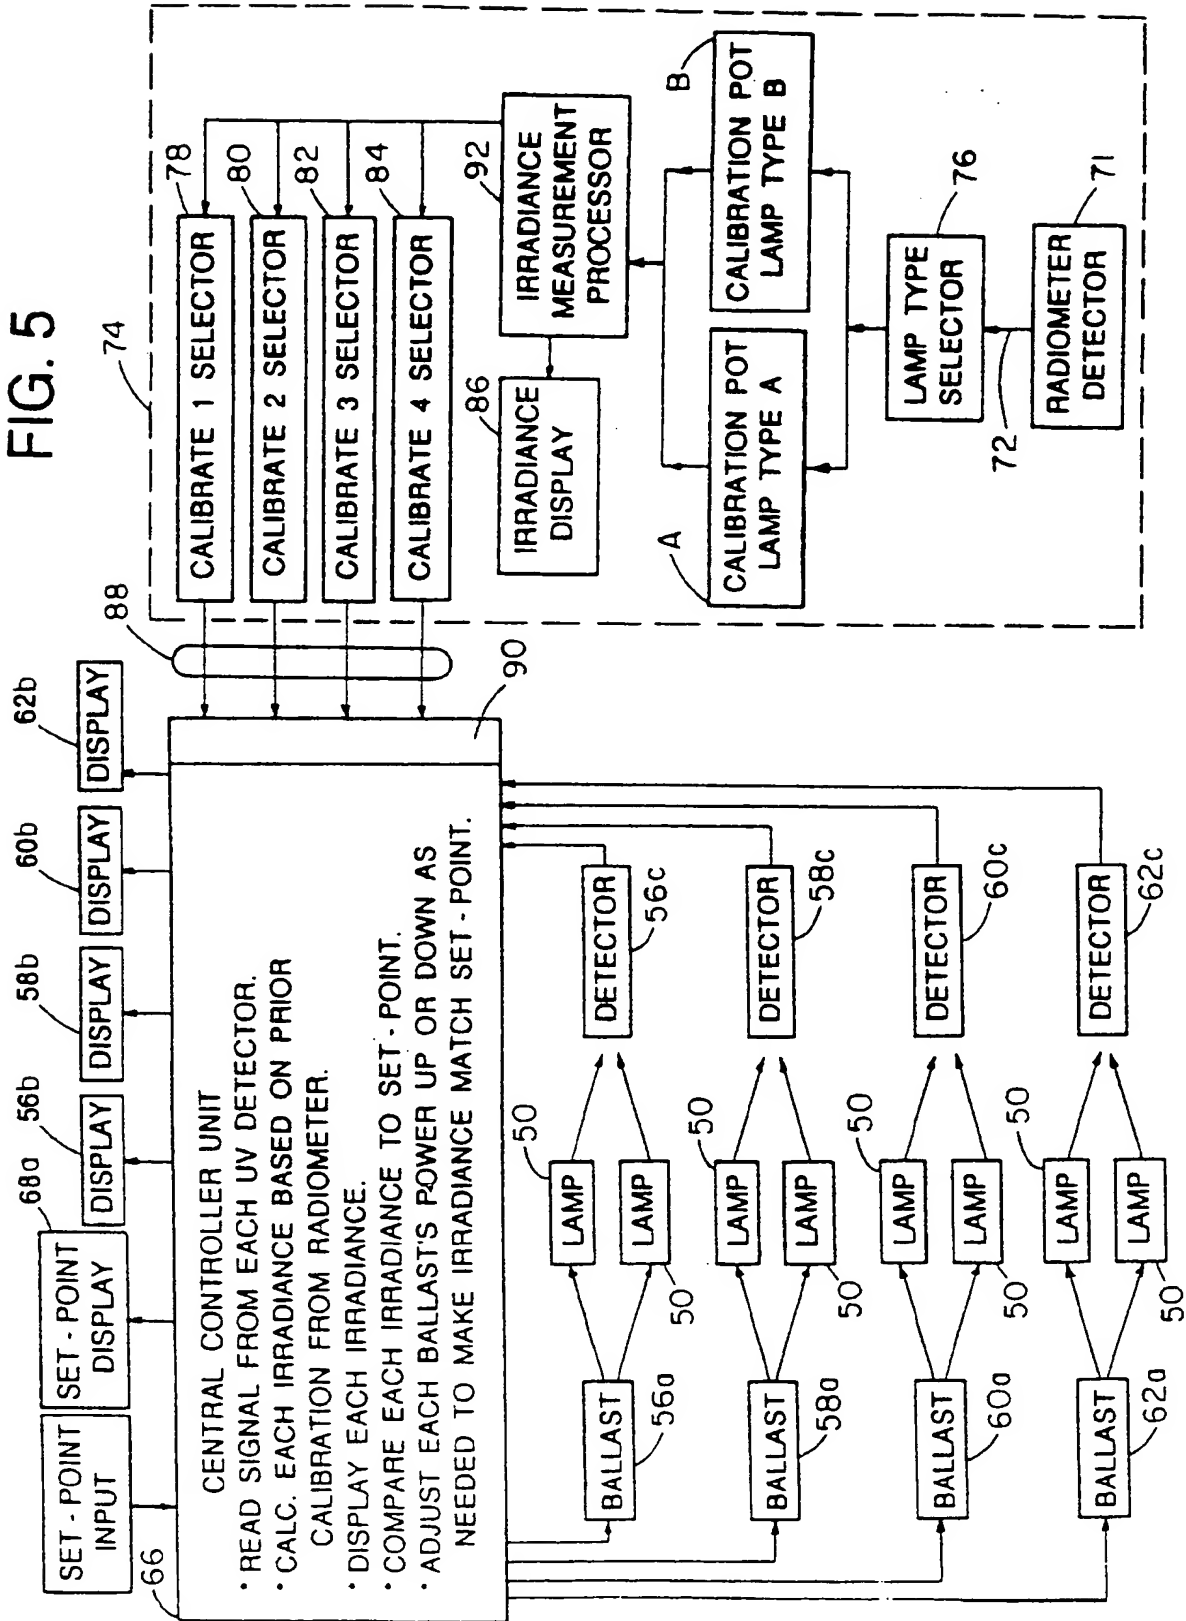 FIG. 5
74
CALIBRATE 1 SELECTOR
78
CALIBRATE 2 SELECTOR
80
CALIBRATE 3 SELECTOR
82
CALIBRATE 4 SELECTOR
84
88
90
86
IRRADIANCE
DISPLAY
92
IRRADIANCE
MEASUREMENT
PROCESSOR
A
CALIBRATION POT
LAMP TYPE A
B
CALIBRATION POT
LAMP TYPE B
LAMP TYPE
SELECTOR
76
72
RADIOMETER
DETECTOR
71
SET-POINT
INPUT
68a
SET-POINT
DISPLAY
56b
DISPLAY
58b
DISPLAY
60b
DISPLAY
62b
DISPLAY
66
CENTRAL CONTROLLER UNIT
• READ SIGNAL FROM EACH UV DETECTOR.
• CALC. EACH IRRADIANCE BASED ON PRIOR
CALIBRATION FROM RADIOMETER.
• DISPLAY EACH IRRADIANCE.
• COMPARE EACH IRRADIANCE TO SET-POINT.
• ADJUST EACH BALLAST'S POWER UP OR DOWN AS
NEEDED TO MAKE IRRADIANCE MATCH SET-POINT.
BALLAST
56a
50
LAMP
LAMP
50
DETECTOR
56c
BALLAST
58a
50
LAMP
LAMP
50
DETECTOR
58c
BALLAST
60a
50
LAMP
LAMP
50
DETECTOR
60c
BALLAST
62a
50
LAMP
LAMP
50
DETECTOR
62c